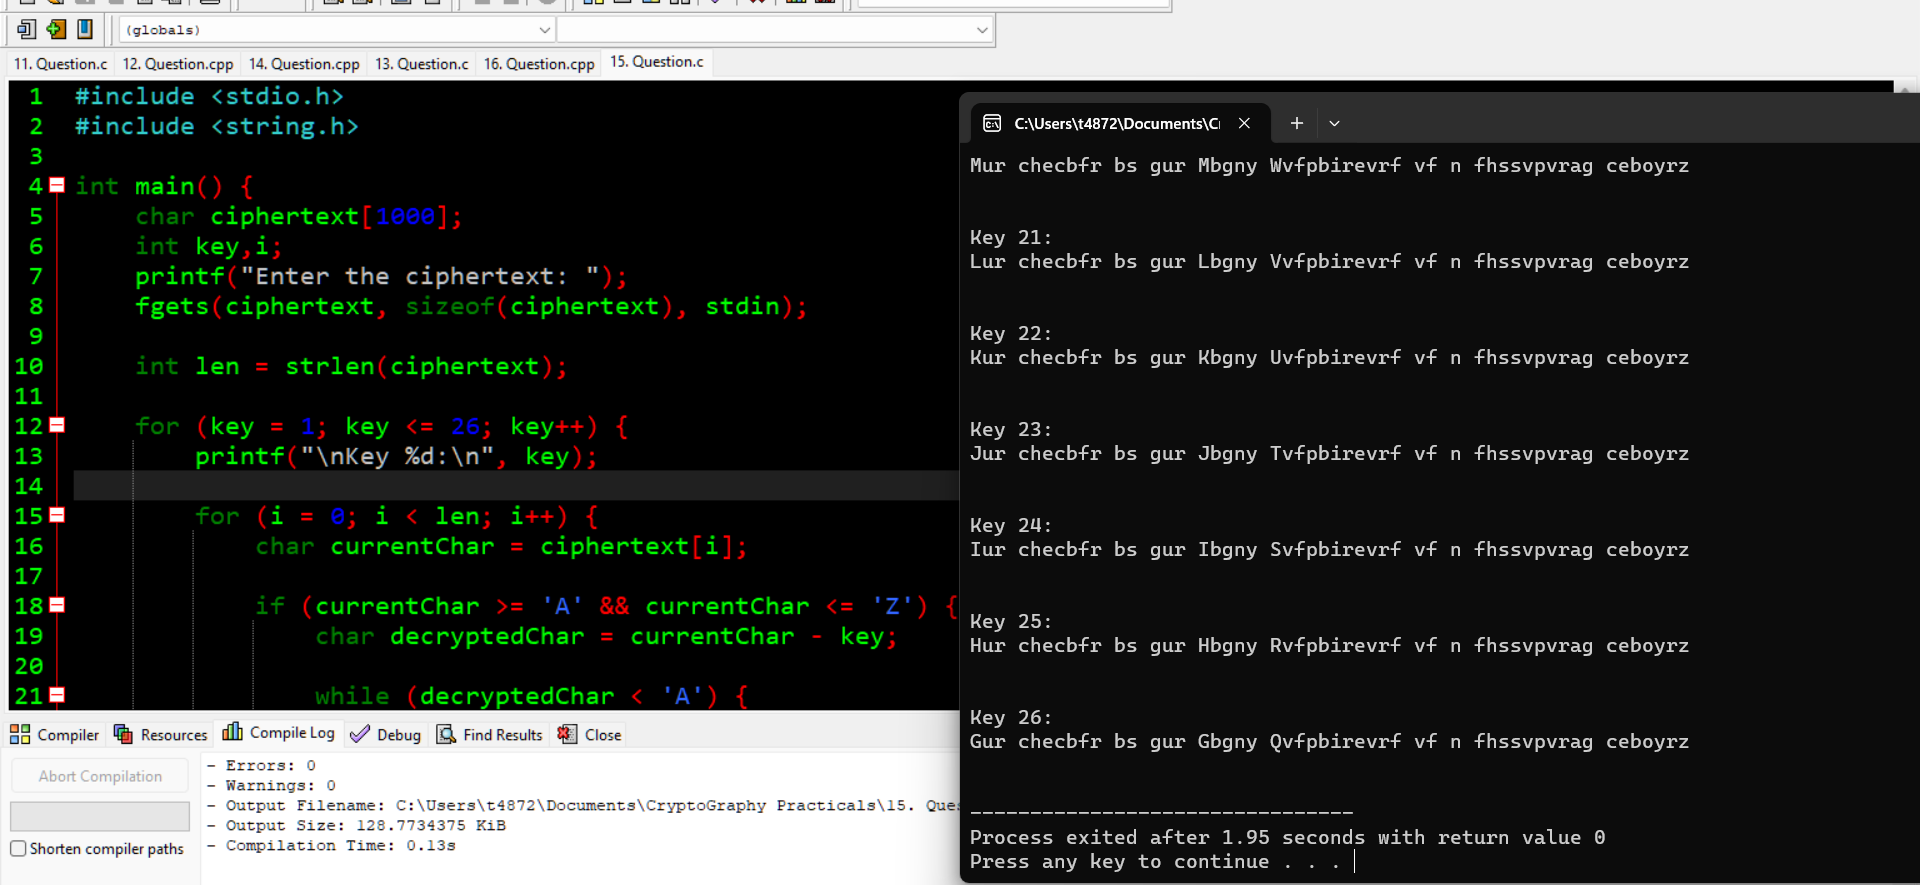 (globals)
11. Question.c 12. Question.cpp 14. Question.cpp 13. Question.c 16. Question.cpp 15. Question.c
1 #include <stdio.h>
2 #include <string.h>
3
4 int main() {
5 char ciphertext[1000];
6 int key,i;
7 printf("Enter the ciphertext: ");
8 fgets(ciphertext, sizeof(ciphertext), stdin);
9
10 int len = strlen(ciphertext);
11
12 for (key = 1; key <= 26; key++) {
13 printf("\nKey %d:\n", key);
14
15 for (i = 0; i < len; i++) {
16 char currentChar = ciphertext[i];
17
18 if (currentChar >= 'A' && currentChar <= 'Z') {
19 char decryptedChar = currentChar - key;
20
21 while (decryptedChar < 'A') {
C:\Users\t4872\Documents\C
Mur checbfr bs gur Mbgny Wvfpbirevrf vf n fhssvpvrag ceboyrz
Key 21:
Lur checbfr bs gur Lbgny Vvfpbirevrf vf n fhssvpvrag ceboyrz
Key 22:
Kur checbfr bs gur Kbgny Uvfpbirevrf vf n fhssvpvrag ceboyrz
Key 23:
Jur checbfr bs gur Jbgny Tvfpbirevrf vf n fhssvpvrag ceboyrz
Key 24:
Iur checbfr bs gur Ibgny Svfpbirevrf vf n fhssvpvrag ceboyrz
Key 25:
Hur checbfr bs gur Hbgny Rvfpbirevrf vf n fhssvpvrag ceboyrz
Key 26:
Gur checbfr bs gur Gbgny Qvfpbirevrf vf n fhssvpvrag ceboyrz
--------------------------------
Process exited after 1.95 seconds with return value 0
Press any key to continue . . .
Compiler Resources Compile Log Debug Find Results Close
Abort Compilation
Shorten compiler paths
- Errors: 0
- Warnings: 0
- Output Filename: C:\Users\t4872\Documents\CryptoGraphy Practicals\15. Ques
- Output Size: 128.7734375 KiB
- Compilation Time: 0.13s